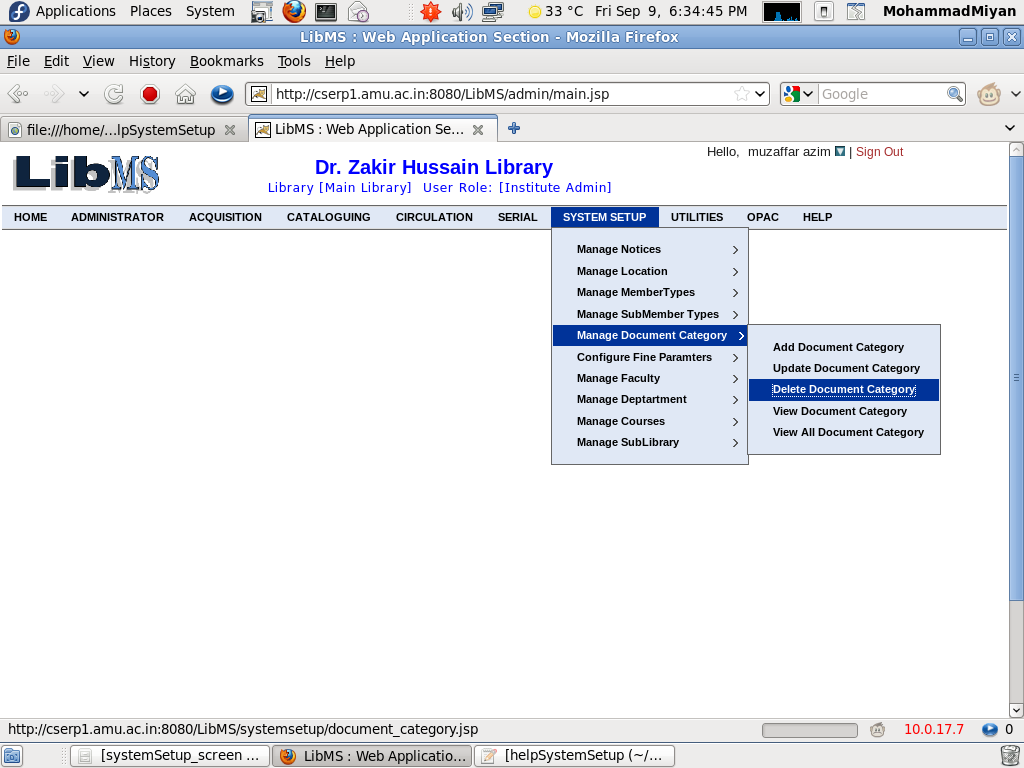 Applications Places System 33 °C Fri Sep 9, 6:34:45 PM MohammadMiyan
LibMS : Web Application Section - Mozilla Firefox
File Edit View History Bookmarks Tools Help
http://cserp1.amu.ac.in:8080/LibMS/admin/main.jsp Google
file:///home/...lpSystemSetup LibMS : Web Application Se...
LibMS
Hello, muzaffar azim | Sign Out
Dr. Zakir Hussain Library
Library [Main Library] User Role: [Institute Admin]
HOME ADMINISTRATOR ACQUISITION CATALOGUING CIRCULATION SERIAL SYSTEM SETUP UTILITIES OPAC HELP
Manage Notices
Manage Location
Manage MemberTypes
Manage SubMember Types
Manage Document Category
Configure Fine Paramters
Manage Faculty
Manage Deptartment
Manage Courses
Manage SubLibrary
Add Document Category
Update Document Category
Delete Document Category
View Document Category
View All Document Category
http://cserp1.amu.ac.in:8080/LibMS/systemsetup/document_category.jsp 10.0.17.7 0
[systemSetup_screen ... LibMS : Web Applicatio... [helpSystemSetup (~/...